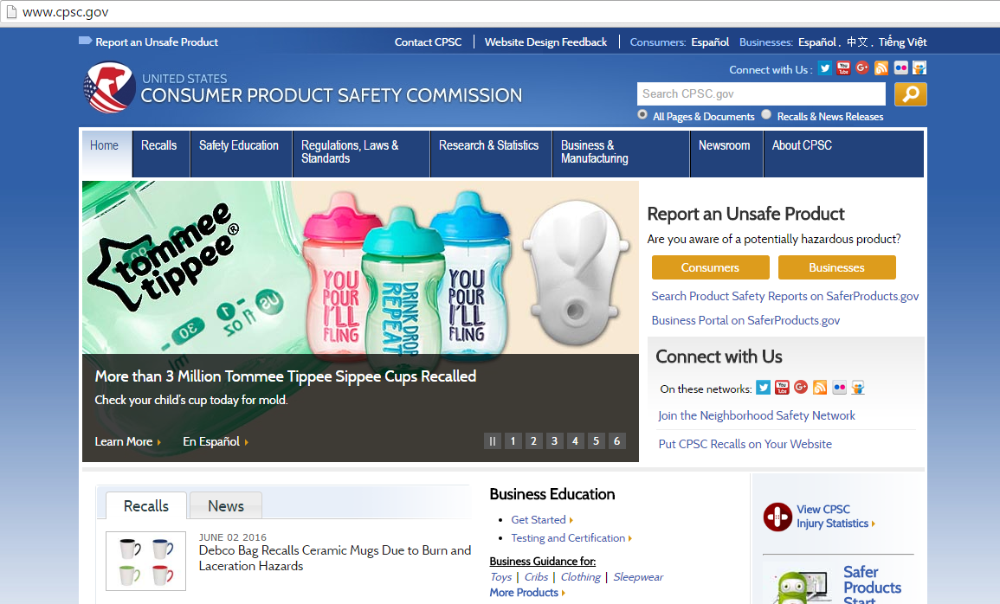 www.cpsc.gov
Report an Unsafe Product
Contact CPSC
Website Design Feedback
Consumers: Español
Businesses: Español, 中文, Tiếng Việt
Connect with Us :
UNITED STATES
CONSUMER PRODUCT SAFETY COMMISSION
Search CPSC.gov
All Pages & Documents
Recalls & News Releases
Home
Recalls
Safety Education
Regulations, Laws &
Standards
Research & Statistics
Business &
Manufacturing
Newsroom
About CPSC
tommee
tippee®
YOU
POUR
I'LL
FLING
DRINK DROP
REPEAT
YOU
POUR
I'LL
FLING
More than 3 Million Tommee Tippee Sippee Cups Recalled
Check your child's cup today for mold.
Learn More
En Español
1 2 3 4 5 6
Report an Unsafe Product
Are you aware of a potentially hazardous product?
Consumers
Businesses
Search Product Safety Reports on SaferProducts.gov
Business Portal on SaferProducts.gov
Connect with Us
On these networks:
Join the Neighborhood Safety Network
Put CPSC Recalls on Your Website
Recalls
News
JUNE 02 2016
Debco Bag Recalls Ceramic Mugs Due to Burn and
Laceration Hazards
Business Education
Get Started
Testing and Certification
Business Guidance for:
Toys | Cribs | Clothing | Sleepwear
More Products
View CPSC
Injury Statistics
Safer
Products
Start